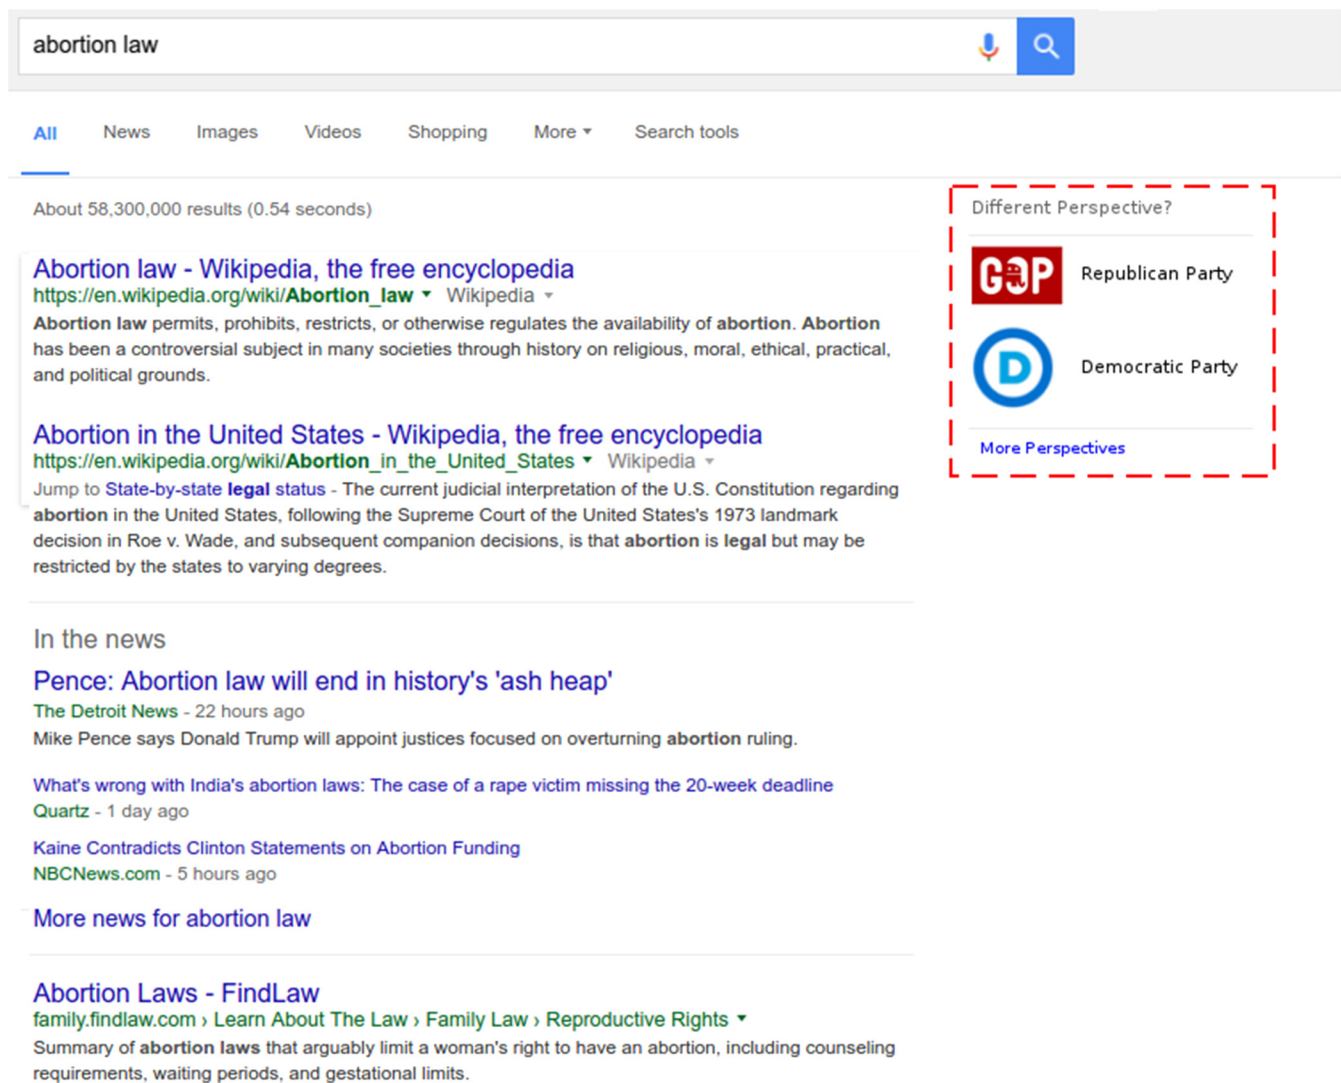 abortion law
All News Images Videos Shopping More Search tools
About 58,300,000 results (0.54 seconds)
Abortion law - Wikipedia, the free encyclopedia
https://en.wikipedia.org/wiki/Abortion_law Wikipedia
Abortion law permits, prohibits, restricts, or otherwise regulates the availability of abortion. Abortion
has been a controversial subject in many societies through history on religious, moral, ethical, practical,
and political grounds.
Abortion in the United States - Wikipedia, the free encyclopedia
https://en.wikipedia.org/wiki/Abortion_in_the_United_States Wikipedia
Jump to State-by-state legal status - The current judicial interpretation of the U.S. Constitution regarding
abortion in the United States, following the Supreme Court of the United States's 1973 landmark
decision in Roe v. Wade, and subsequent companion decisions, is that abortion is legal but may be
restricted by the states to varying degrees.
In the news
Pence: Abortion law will end in history's 'ash heap'
The Detroit News - 22 hours ago
Mike Pence says Donald Trump will appoint justices focused on overturning abortion ruling.
What's wrong with India's abortion laws: The case of a rape victim missing the 20-week deadline
Quartz - 1 day ago
Kaine Contradicts Clinton Statements on Abortion Funding
NBCNews.com - 5 hours ago
More news for abortion law
Abortion Laws - FindLaw
family.findlaw.com › Learn About The Law › Family Law › Reproductive Rights
Summary of abortion laws that arguably limit a woman's right to have an abortion, including counseling
requirements, waiting periods, and gestational limits.
Different Perspective?
GOP Republican Party
D Democratic Party
More Perspectives